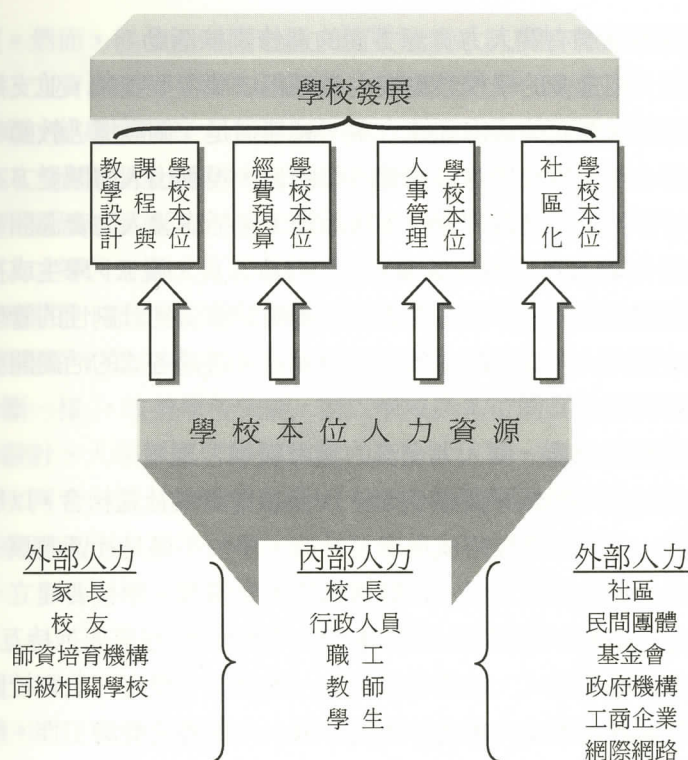 學校發展
學校本位
課程與
教學設計
學校本位
經費預算
學校本位
人事管理
學校本位
社區化
學校本位人力資源
外部人力
家長
校友
師資培育機構
同級相關學校
內部人力
校長
行政人員
職工
教師
學生
外部人力
社區
民間團體
基金會
政府機構
工商企業
網際網路